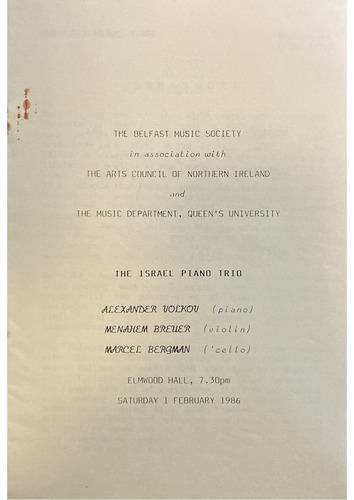 THE BELFAST MUSIC SOCIETY
in association with
THE ARTS COUNCIL OF NORTHERN IRELAND
and
THE MUSIC DEPARTMENT, QUEEN'S UNIVERSITY
THE ISRAEL PIANO TRIO
ALEXANDER VOLKOV (piano)
MENAHEM BREUER (violin)
MARCEL BERGMAN ('cello)
ELMWOOD HALL, 7.30pm
SATURDAY 1 FEBRUARY 1986